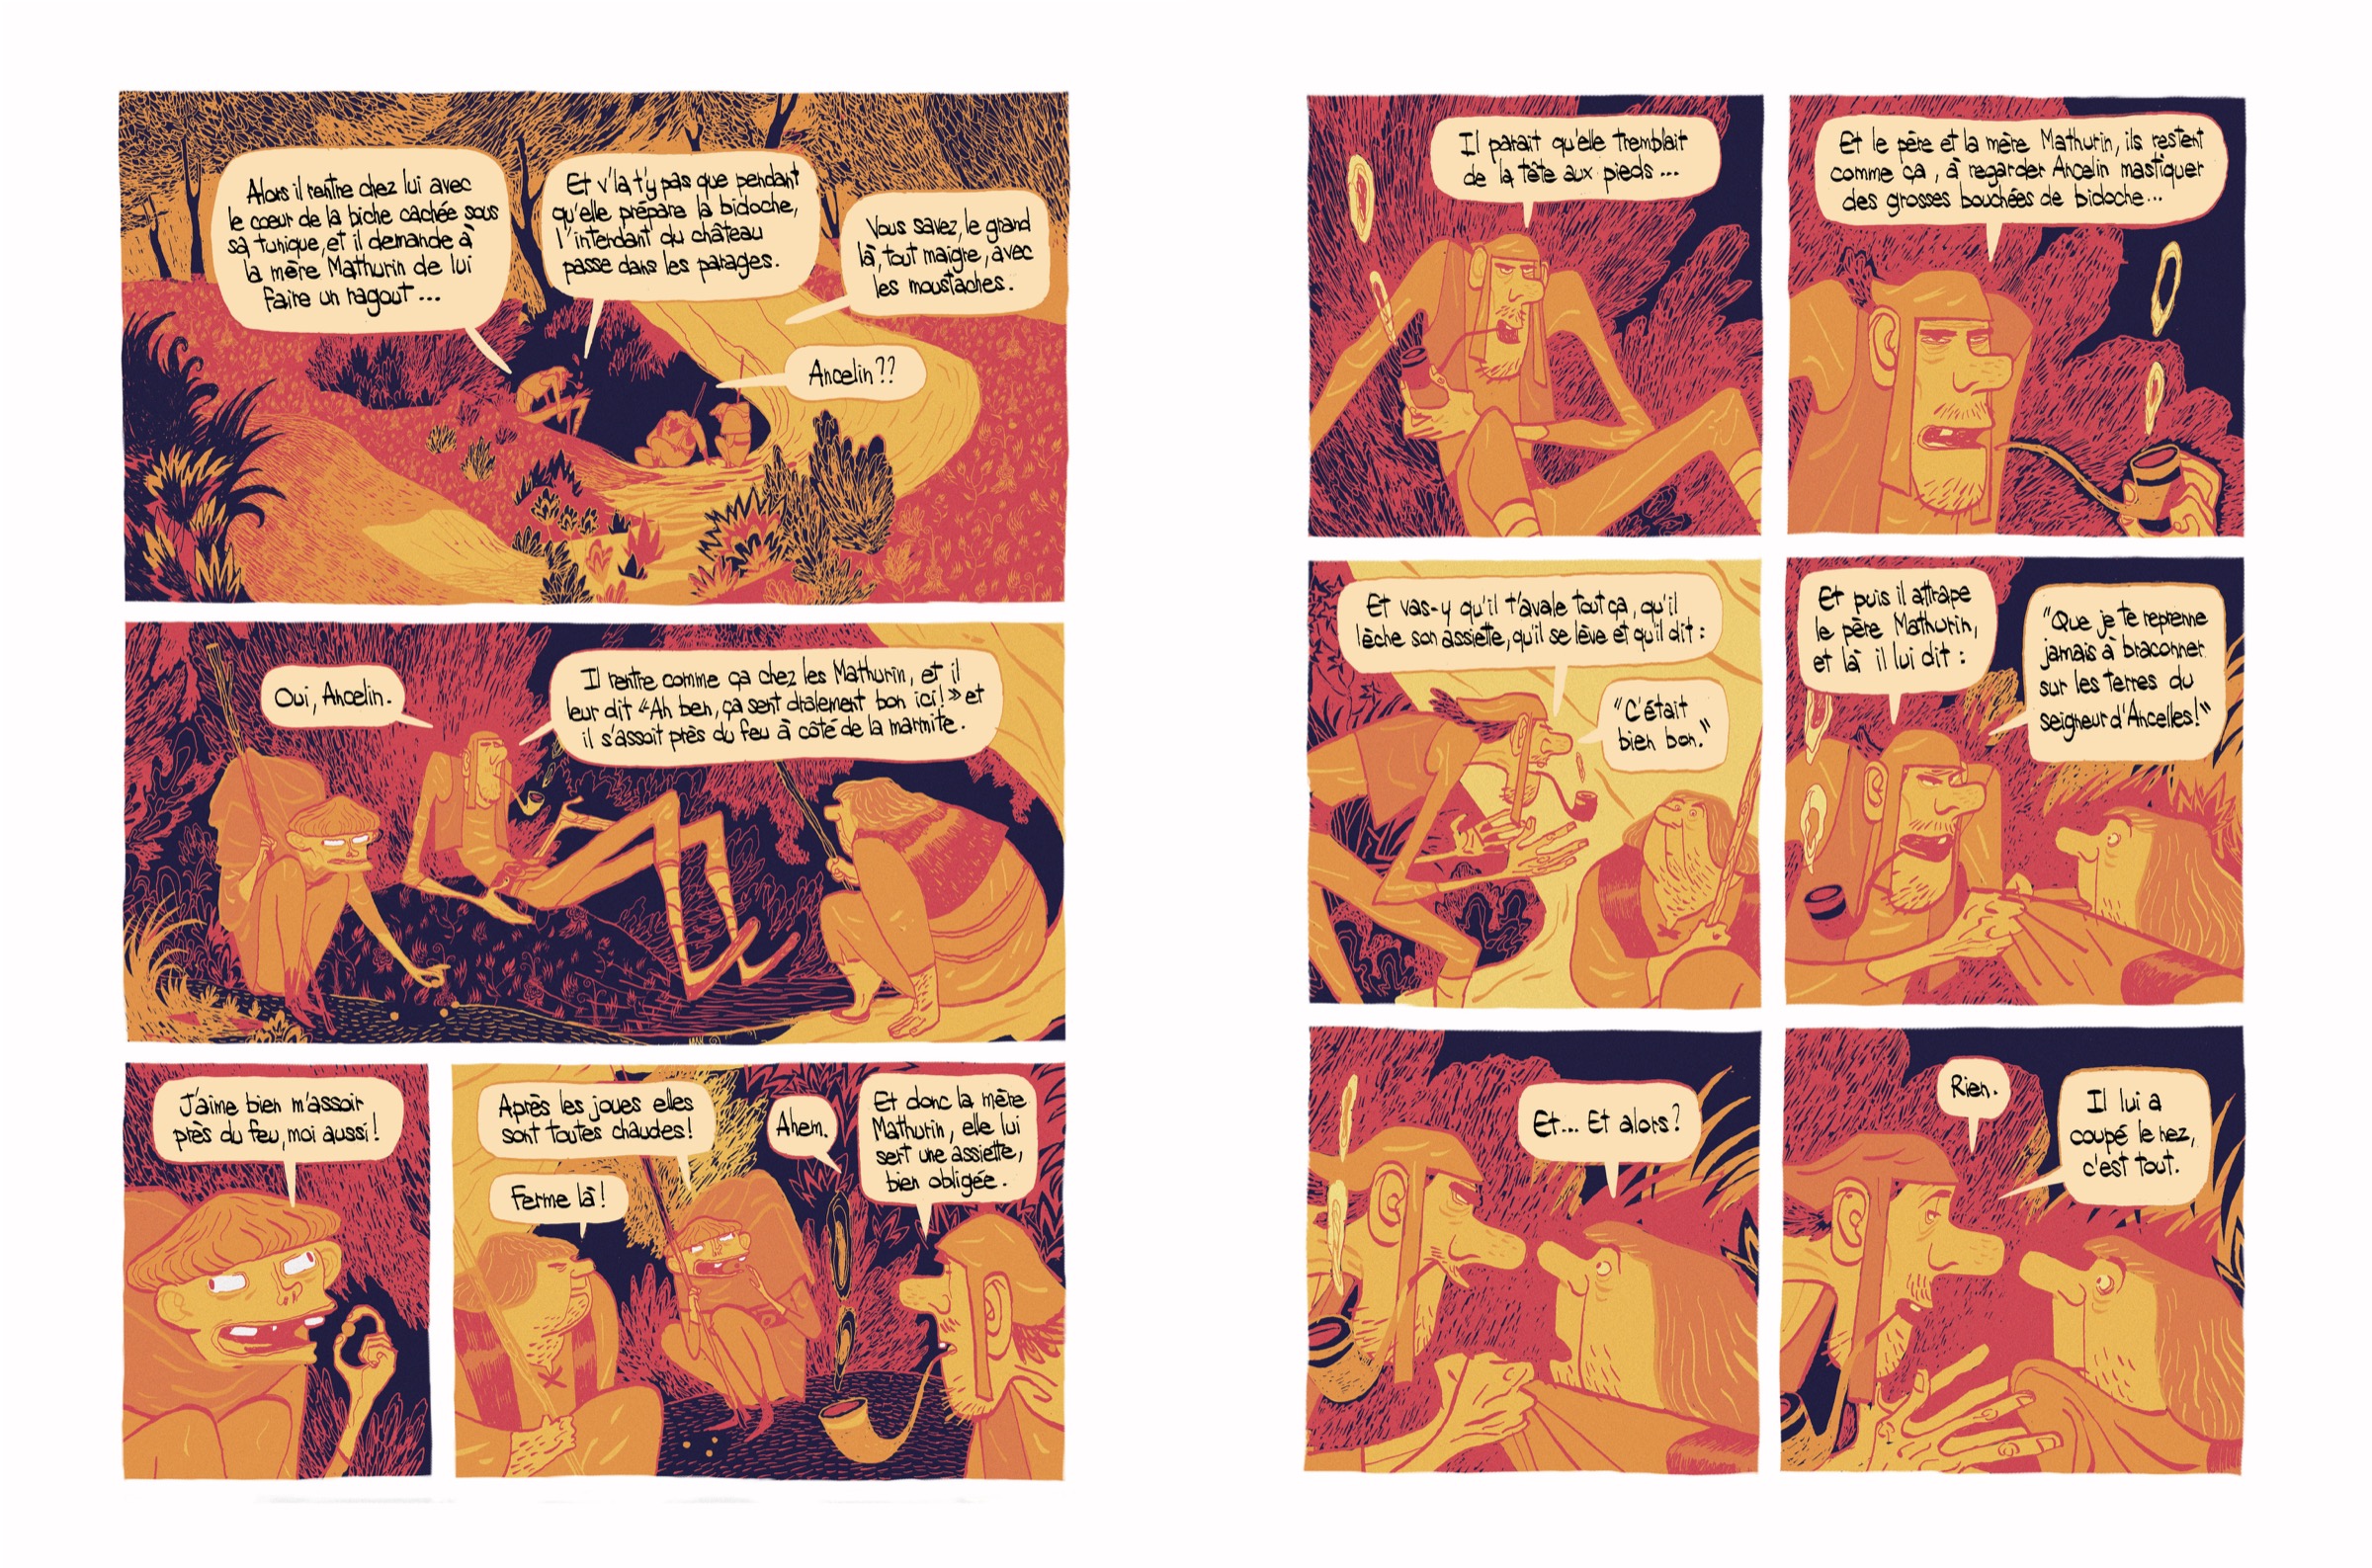 Alors il rentre chez lui avec
le cœur de la biche cachée sous
sa tunique, et il demande à
la mère Mathurin de lui
faire un ragout...
Et v'la t'y pas que pendant
qu'elle prépare la bidoche,
l'intendant du château
passe dans les parages.
Vous savez, le grand
là, tout maigre, avec
les moustaches.
Ancelin??
Oui, Ancelin.
Il rentre comme ça chez les Mathurin, et il
leur dit "Ah ben, ça sent drôlement bon ici!" et
il s'assoit près du feu à côté de la marmite.
J'aime bien m'assoir
près du feu, moi aussi!
Après les joues elles
sont toutes chaudes!
Ferme là!
Ahem.
Et donc la mère
Mathurin, elle lui
sert une assiette,
bien obligée.
Il parait qu'elle tremblait
de la tête aux pieds...
Et le père et la mère Mathurin, ils restent
comme ça, à regarder Ancelin mastiquer
des grosses bouchées de bidoche...
Et vas-y qu'il t'avale tout ça, qu'il
lèche son assiette, qu'il se lève et qu'il dit :
"C'était
bien bon."
Et puis il attrape
le père Mathurin,
et là il lui dit :
"Que je te reprenne
jamais à braconner
sur les terres du
seigneur d'Ancelles!"
Et... Et alors?
Rien.
Il lui a
coupé le nez,
c'est tout.